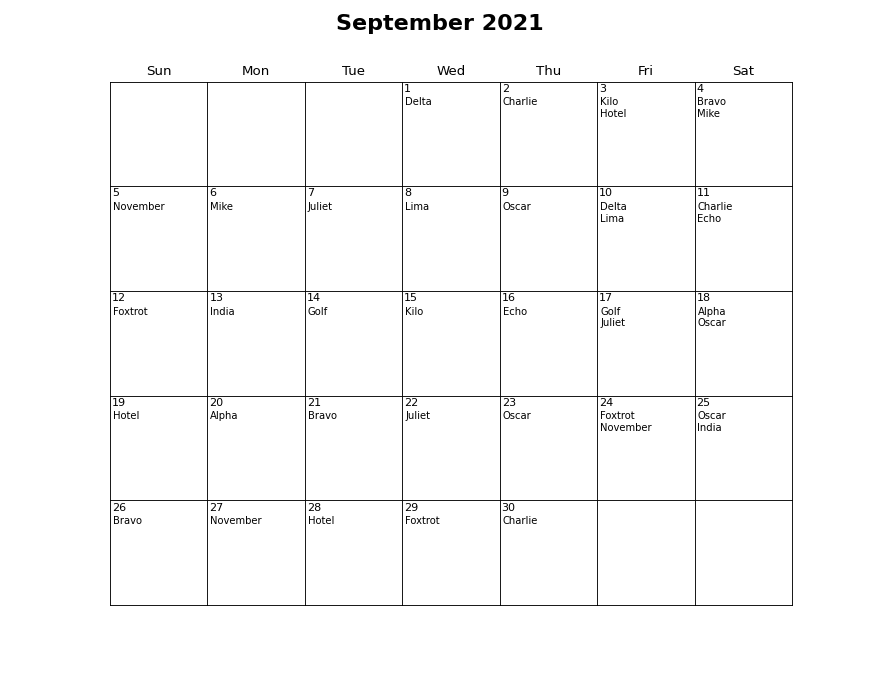 September 2021
Sun Mon Tue Wed Thu Fri Sat
1 2 3 4
Delta Charlie Kilo Bravo
Hotel Mike
5 6 7 8 9 10 11
November Mike Juliet Lima Oscar Delta Charlie
Lima Echo
12 13 14 15 16 17 18
Foxtrot India Golf Kilo Echo Golf Alpha
Juliet Oscar
19 20 21 22 23 24 25
Hotel Alpha Bravo Juliet Oscar Foxtrot Oscar
November India
26 27 28 29 30
Bravo November Hotel Foxtrot Charlie